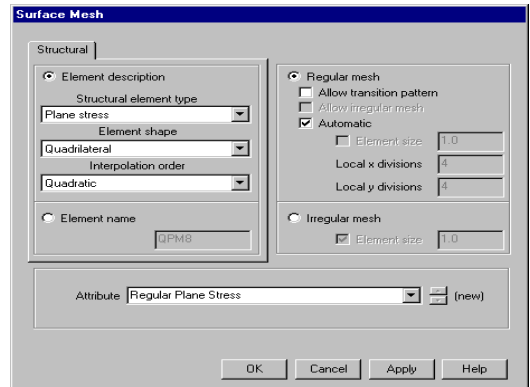 Surface Mesh
Structural
Element description
Structural element type
Plane stress
Element shape
Quadrilateral
Interpolation order
Quadratic
Element name
QPM8
Regular mesh
Allow transition pattern
Allow irregular mesh
Automatic
Element size 1.0
Local x divisions 4
Local y divisions 4
Irregular mesh
Element size 1.0
Attribute Regular Plane Stress (new)
OK Cancel Apply Help